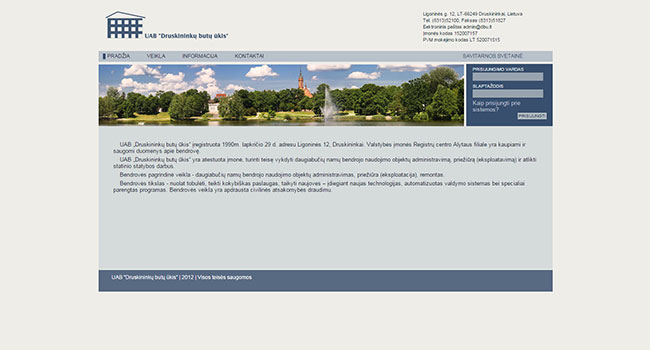 UAB "Druskininkų butų ūkis"
Ligoninės g. 12, LT-66249 Druskininkai, Lietuva
Tel. (8313)52100, Faksas (8313)51827
Elektroninis paštas admin@dbu.lt
Įmonės kodas 152007157
PVM mokėjimo kodas LT 520071515
PRADŽIA VEIKLA INFORMACIJA KONTAKTAI SAVITARNOS SVETAINĖ
PRISIJUNGIMO VARDAS
SLAPTAŽODIS
Kaip prisijungti prie
sistemos?
PRISIJUNGTI
UAB „Druskininkų butų ūkis" įregistruota 1990m. lapkričio 29 d. adresu Ligoninės 12, Druskininkai. Valstybės įmonės Registrų centro Alytaus filiale yra kaupiami ir
saugomi duomenys apie bendrovę.
UAB „Druskininkų butų ūkis" yra atestuota įmonė, turinti teisę vykdyti daugiabučių namų bendrojo naudojimo objektų administravimą, priežiūrą (eksploatavimą) ir atlikti
statinio statybos darbus.
Bendrovės pagrindinė veikla - daugiabučių namų bendrojo naudojimo objektų administravimas, priežiūra (eksploatacija), remontas.
Bendrovės tikslas - nuolat tobulėti, teikti kokybiškas paslaugas, taikyti naujoves – įdiegiant naujas technologijas, automatizuotas valdymo sistemas bei specialiai
parengtas programas. Bendrovės veikla yra apdrausta civilinės atsakomybės draudimu.
UAB "Druskininkų butų ūkis" | 2012 | Visos teisės saugomos